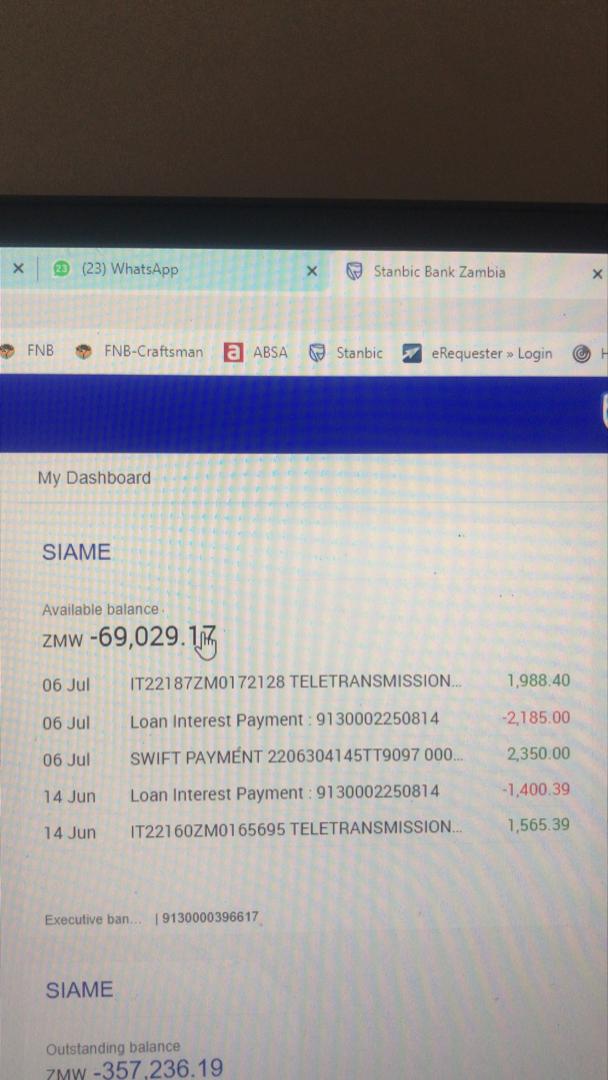 (23) WhatsApp Stanbic Bank Zambia
FNB FNB-Craftsman ABSA Stanbic eRequester » Login H
My Dashboard
SIAME
Available balance
ZMW -69,029.17
06 Jul IT22187ZM0172128 TELETRANSMISSION... 1,988.40
06 Jul Loan Interest Payment : 9130002250814 -2,185.00
06 Jul SWIFT PAYMENT 2206304145TT9097 000... 2,350.00
14 Jun Loan Interest Payment : 9130002250814 -1,400.39
14 Jun IT22160ZM0165695 TELETRANSMISSION... 1,565.39
Executive ban... | 9130000396617
SIAME
Outstanding balance
ZMW -357,236.19